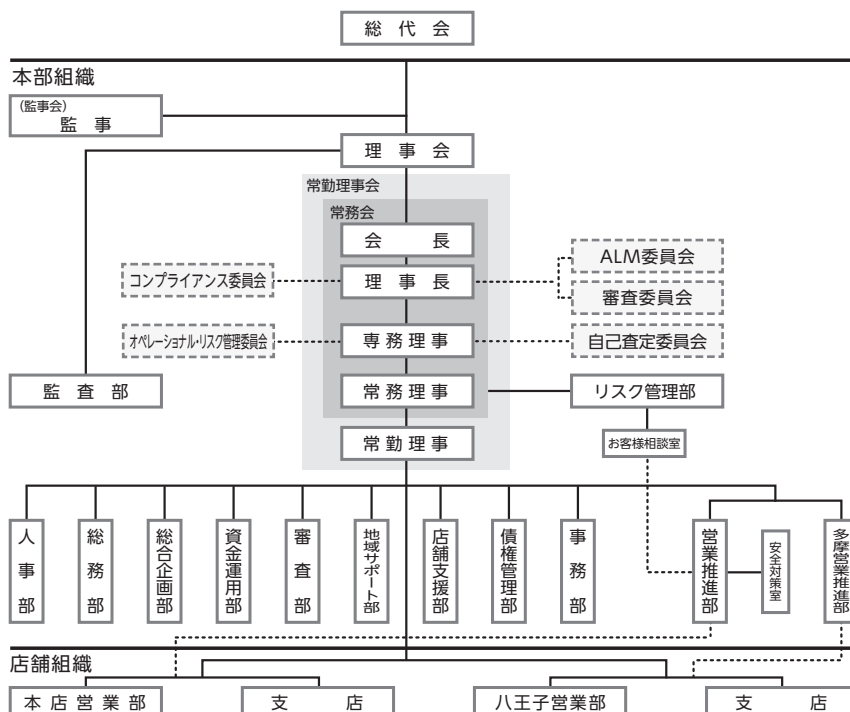 総代会
本部組織
(監事会)
監事
理事会
常勤理事会
常務会
会長
ALM委員会
コンプライアンス委員会
理事長
審査委員会
オペレーショナル・リスク管理委員会
専務理事
自己査定委員会
監査部
常務理事
リスク管理部
常勤理事
お客様相談室
人事部
総務部
総合企画部
資金運用部
審査部
地域サポート部
店舗支援部
債権管理部
事務部
営業推進部
安全対策室
多摩営業推進部
店舗組織
本店営業部
支店
八王子営業部
支店